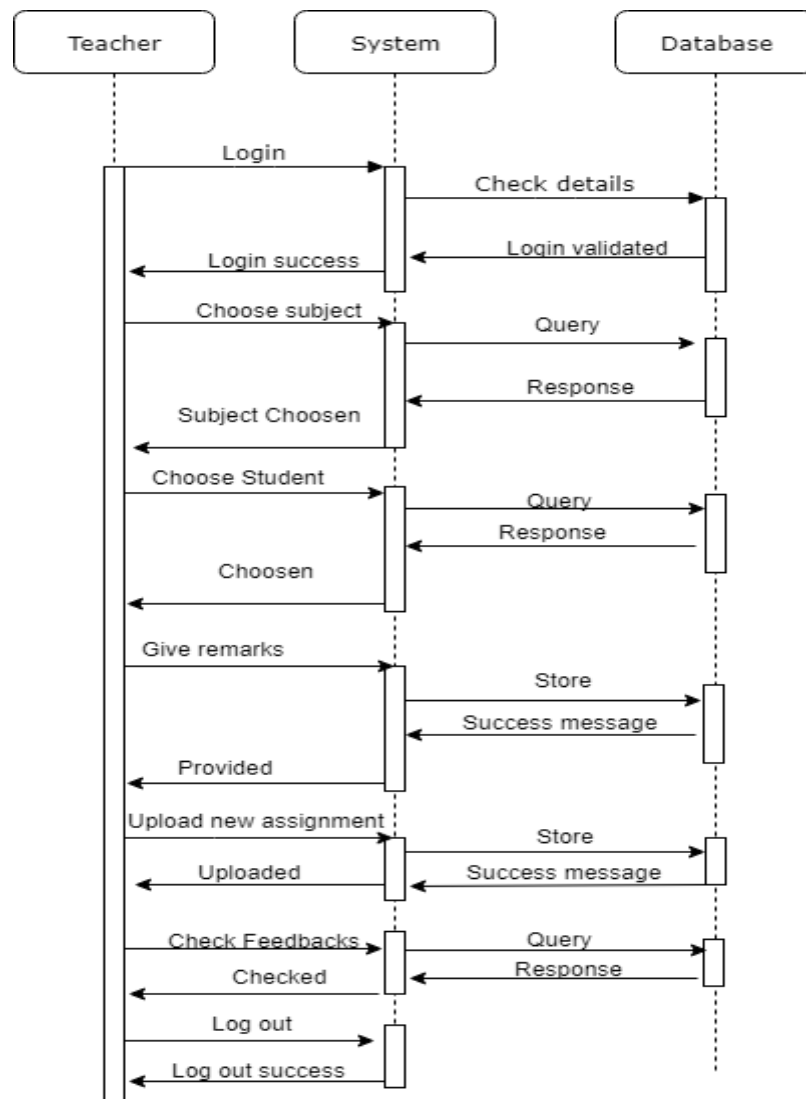 Teacher
System
Database
Login
Check details
Login validated
Login success
Choose subject
Query
Response
Subject Choosen
Choose Student
Query
Response
Choosen
Give remarks
Store
Success message
Provided
Upload new assignment
Store
Success message
Uploaded
Check Feedbacks
Query
Response
Checked
Log out
Log out success